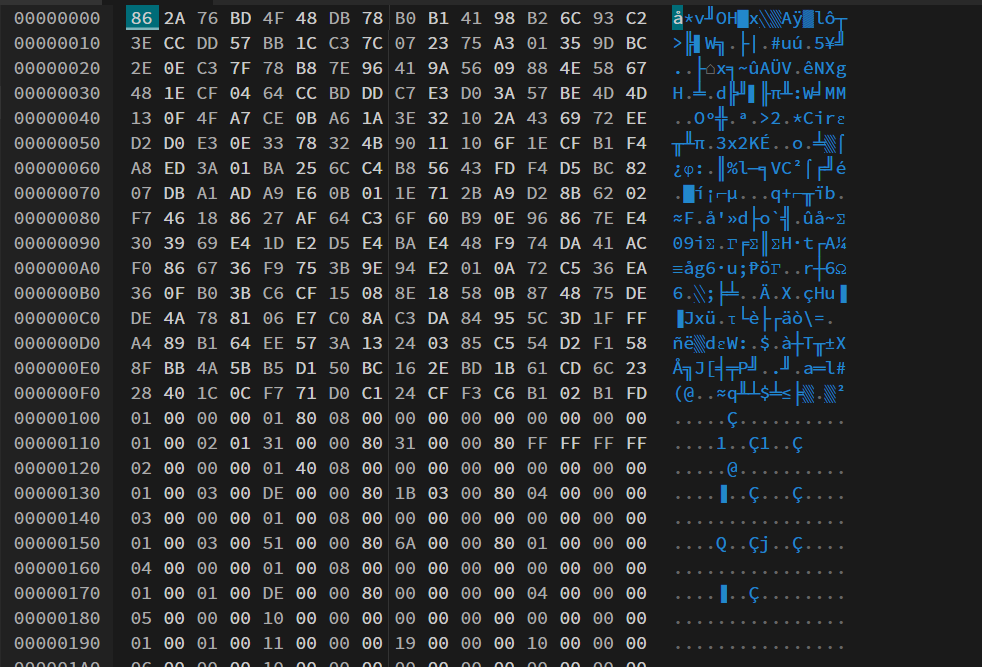 00000000 86 2A 76 BD 4F 48 DB 78 B0 B1 41 98 B2 6C 93 C2 å*v╜OH█x░▒Aÿ▓lô┬
00000010 3E CC DD 57 BB 1C C3 7C 07 23 75 A3 01 35 9D BC >╠▌W╗.├|.#uú.5¥╝
00000020 2E 0E C3 7F 78 B8 7E 96 41 9A 56 09 88 4E 58 67 ..├⌂x╕~ûAÜV.êNXg
00000030 48 1E CF 04 64 CC BD DD C7 E3 D0 3A 57 BE 4D 4D H.╧.d╠╜▌╟π╨:W╛MM
00000040 13 0F 4F A7 CE 0B A6 1A 3E 32 10 2A 43 69 72 EE ..Oº╬.ª.>2.*Cirε
00000050 D2 D0 E3 0E 33 78 32 4B 90 11 10 6F 1E CF B1 F4 ╥╨π.3x2KÉ..o.╧▒⌠
00000060 A8 ED 3A 01 BA 25 6C C4 B8 56 43 FD F4 D5 BC 82 ¿φ:.║%l─╕VC²⌠╒╝é
00000070 07 DB A1 AD A9 E6 0B 01 1E 71 2B A9 D2 8B 62 02 .█í¡⌐µ...q+⌐╥ïb.
00000080 F7 46 18 86 27 AF 64 C3 6F 60 B9 0E 96 86 7E E4 ≈F.å'»d├o`╣.ûå~Σ
00000090 30 39 69 E4 1D E2 D5 E4 BA E4 48 F9 74 DA 41 AC 09iΣ.Γ╒Σ║ΣH∙t┌A¼
000000A0 F0 86 67 36 F9 75 3B 9E 94 E2 01 0A 72 C5 36 EA ≡åg6∙u;₧öΓ..r┼6Ω
000000B0 36 0F B0 3B C6 CF 15 08 8E 18 58 0B 87 48 75 DE 6.░;╞╧..Ä.X.çHu▐
000000C0 DE 4A 78 81 06 E7 C0 8A C3 DA 84 95 5C 3D 1F FF ▐Jxü.τ└è├┌äò\=.
000000D0 A4 89 B1 64 EE 57 3A 13 24 03 85 C5 54 D2 F1 58 ñë▒dεW:.$.à┼T╥±X
000000E0 8F BB 4A 5B B5 D1 50 BC 16 2E BD 1B 61 CD 6C 23 Å╗J[╡╤P╝..╜.a═l#
000000F0 28 40 1C 0C F7 71 D0 C1 24 CF F3 C6 B1 02 B1 FD (@..≈q╨┴$╧≤╞▒.▒²
00000100 01 00 00 00 01 80 08 00 00 00 00 00 00 00 00 00 .....Ç..........
00000110 01 00 02 01 31 00 00 80 31 00 00 80 FF FF FF FF ....1..Ç1..Ç
00000120 02 00 00 00 01 40 08 00 00 00 00 00 00 00 00 00 .....@..........
00000130 01 00 03 00 DE 00 00 80 1B 03 00 80 04 00 00 00 ....▐..Ç...Ç....
00000140 03 00 00 00 01 00 08 00 00 00 00 00 00 00 00 00 ................
00000150 01 00 03 00 51 00 00 80 6A 00 00 80 01 00 00 00 ....Q..Çj..Ç....
00000160 04 00 00 00 01 00 08 00 00 00 00 00 00 00 00 00 ................
00000170 01 00 01 00 DE 00 00 80 00 00 00 00 04 00 00 00 ....▐..Ç........
00000180 05 00 00 00 10 00 00 00 00 00 00 00 00 00 00 00 ................
00000190 01 00 01 00 11 00 00 00 19 00 00 00 10 00 00 00 ................